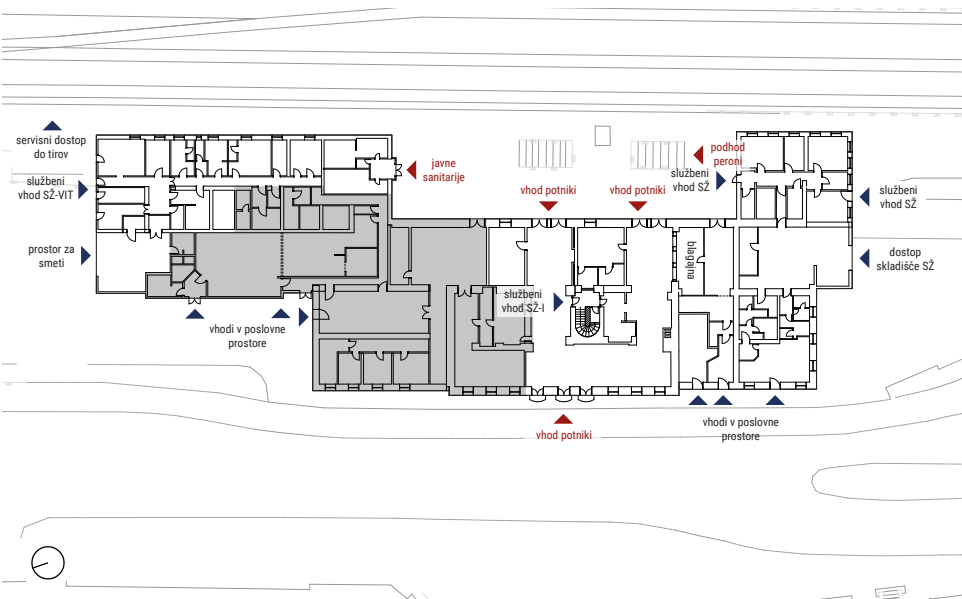 servisni dostop
do tirov
službeni
vhod SŽ-VIT
prostor za
smeti
javne
sanitarije
vhod potniki
vhod potniki
podhod
peroni
službeni
vhod SŽ
službeni
vhod SŽ
dostop
skladišče SŽ
blagajna
službeni
vhod SŽ-I
vhodi v poslovne
prostore
vhod potniki
vhodi v poslovne
prostore